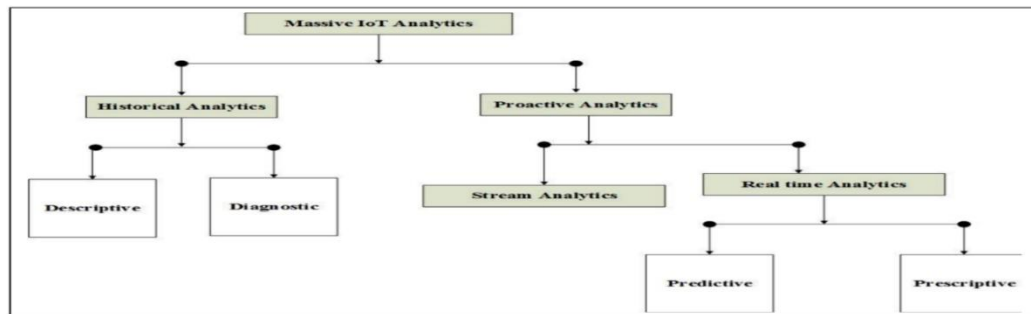 Massive IoT Analytics
Historical Analytics
Proactive Analytics
Descriptive
Diagnostic
Stream Analytics
Real time Analytics
Predictive
Prescriptive